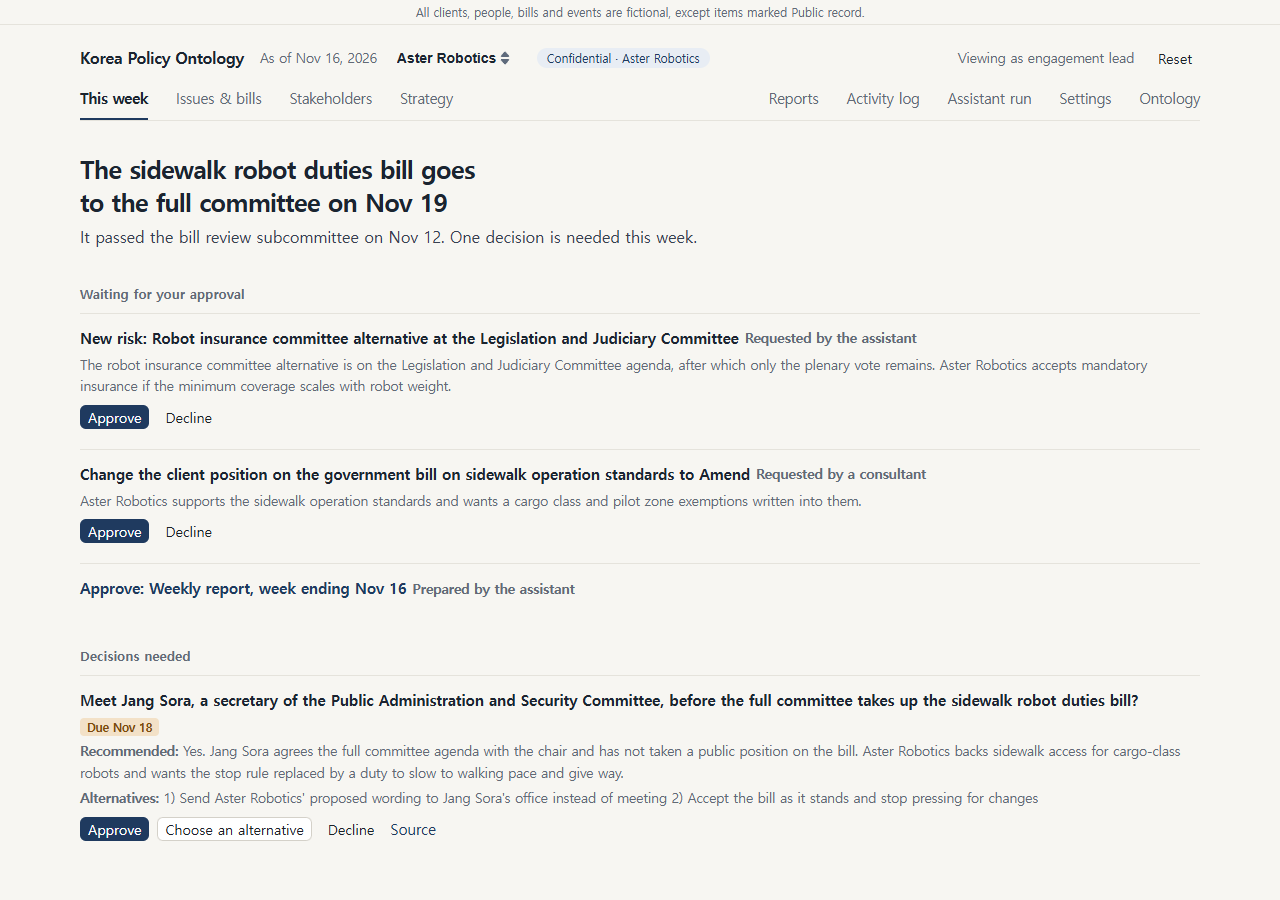 All clients, people, bills and events are fictional, except items marked Public record.
Korea Policy Ontology As of Nov 16, 2026 Aster Robotics Confidential · Aster Robotics Viewing as engagement lead Reset
This week Issues & bills Stakeholders Strategy Reports Activity log Assistant run Settings Ontology
The sidewalk robot duties bill goes
to the full committee on Nov 19
It passed the bill review subcommittee on Nov 12. One decision is needed this week.
Waiting for your approval
New risk: Robot insurance committee alternative at the Legislation and Judiciary Committee Requested by the assistant
The robot insurance committee alternative is on the Legislation and Judiciary Committee agenda, after which only the plenary vote remains. Aster Robotics accepts mandatory
insurance if the minimum coverage scales with robot weight.
Approve Decline
Change the client position on the government bill on sidewalk operation standards to Amend Requested by a consultant
Aster Robotics supports the sidewalk operation standards and wants a cargo class and pilot zone exemptions written into them.
Approve Decline
Approve: Weekly report, week ending Nov 16 Prepared by the assistant
Decisions needed
Meet Jang Sora, a secretary of the Public Administration and Security Committee, before the full committee takes up the sidewalk robot duties bill?
Due Nov 18
Recommended: Yes. Jang Sora agrees the full committee agenda with the chair and has not taken a public position on the bill. Aster Robotics backs sidewalk access for cargo-class
robots and wants the stop rule replaced by a duty to slow to walking pace and give way.
Alternatives: 1) Send Aster Robotics' proposed wording to Jang Sora's office instead of meeting 2) Accept the bill as it stands and stop pressing for changes
Approve Choose an alternative Decline Source